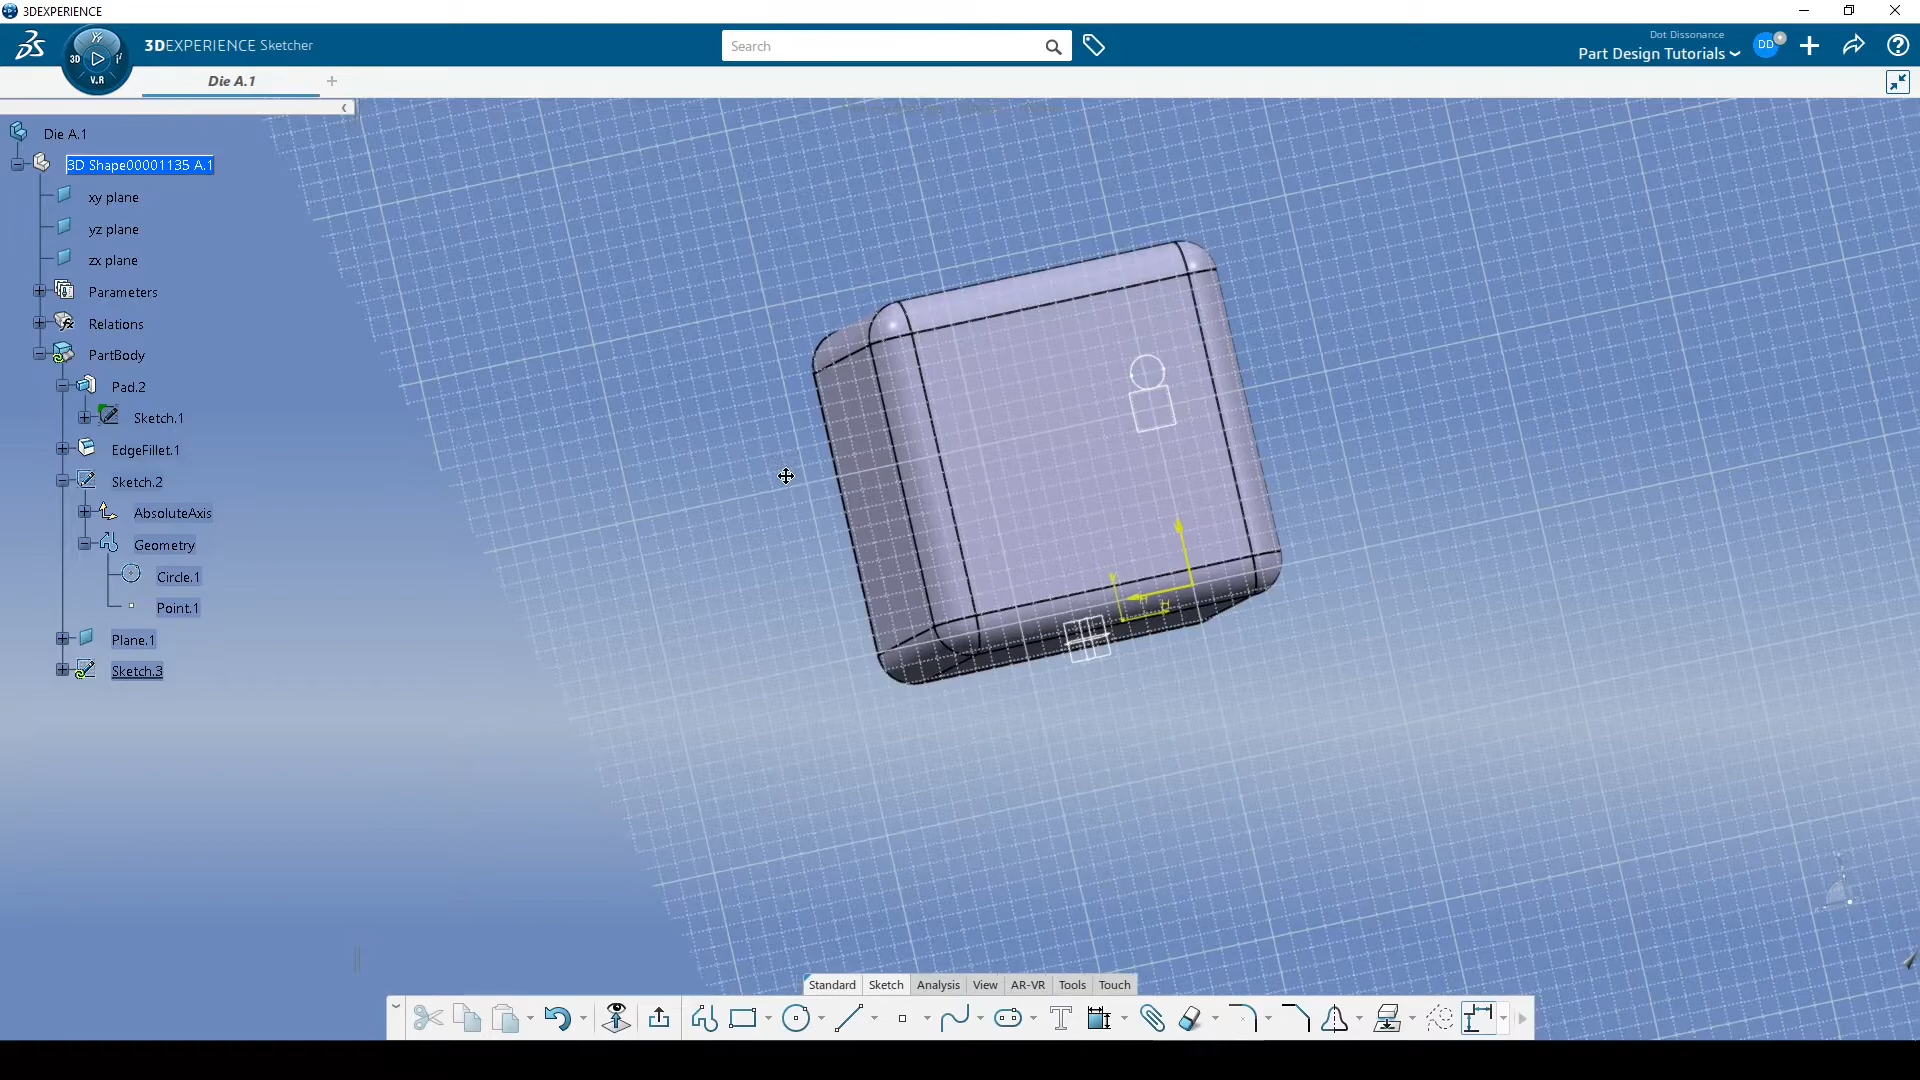 3DEXPERIENCE
3DEXPERIENCE Sketcher
3D
V.R
Search
Dot Dissonance
Part Design Tutorials
DD
Die A.1
Die A.1
3D Shape00001135 A.1
xy plane
yz plane
zx plane
Parameters
Relations
PartBody
Pad.2
Sketch.1
EdgeFillet.1
Sketch.2
AbsoluteAxis
Geometry
Circle.1
Point.1
Plane.1
Sketch.3
V
H
H
Standard
Sketch
Analysis
View
AR-VR
Tools
Touch